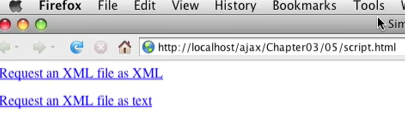 Firefox File Edit View History Bookmarks Tools
http://localhost/ajax/Chapter03/05/script.html
Request an XML file as XML
Request an XML file as text